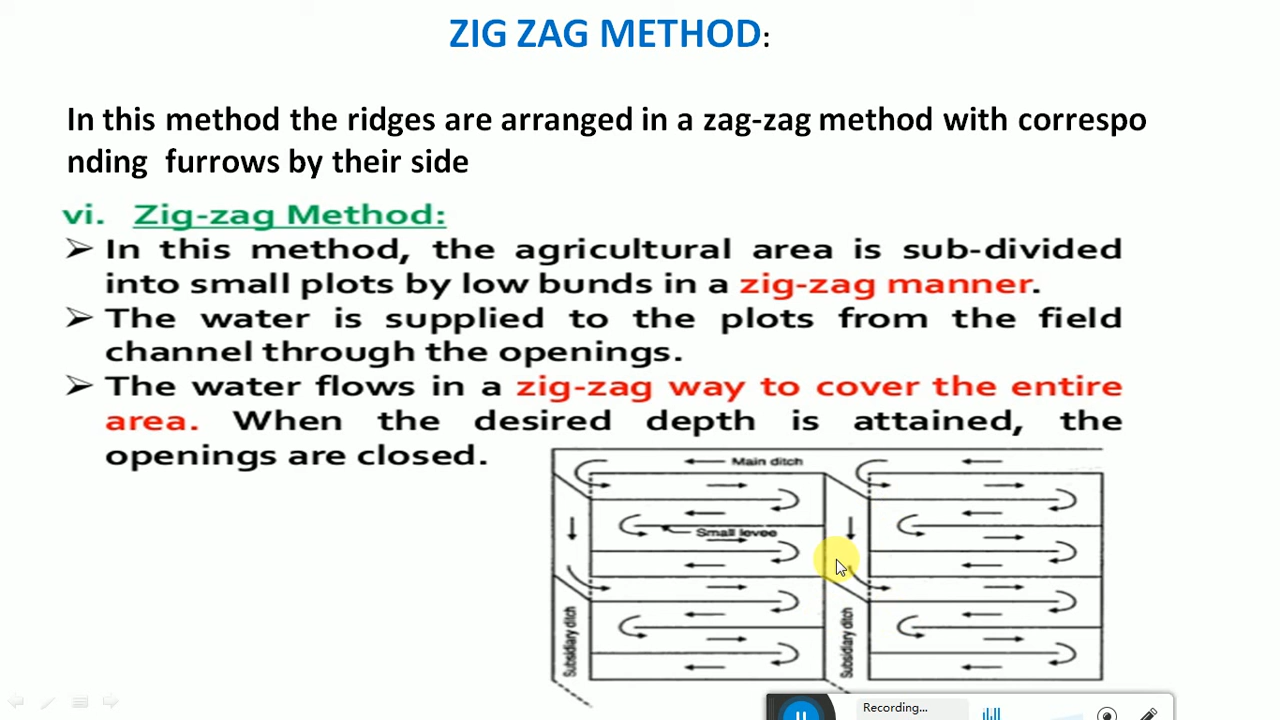 ZIG ZAG METHOD:
In this method the ridges are arranged in a zag-zag method with correspo
nding furrows by their side
vi. Zig-zag Method:
➢ In this method, the agricultural area is sub-divided
into small plots by low bunds in a zig-zag manner.
➢ The water is supplied to the plots from the field
channel through the openings.
➢ The water flows in a zig-zag way to cover the entire
area. When the desired depth is attained, the
openings are closed.
Main ditch
Small levee
Subsidiary ditch
Subsidiary ditch
Recording...